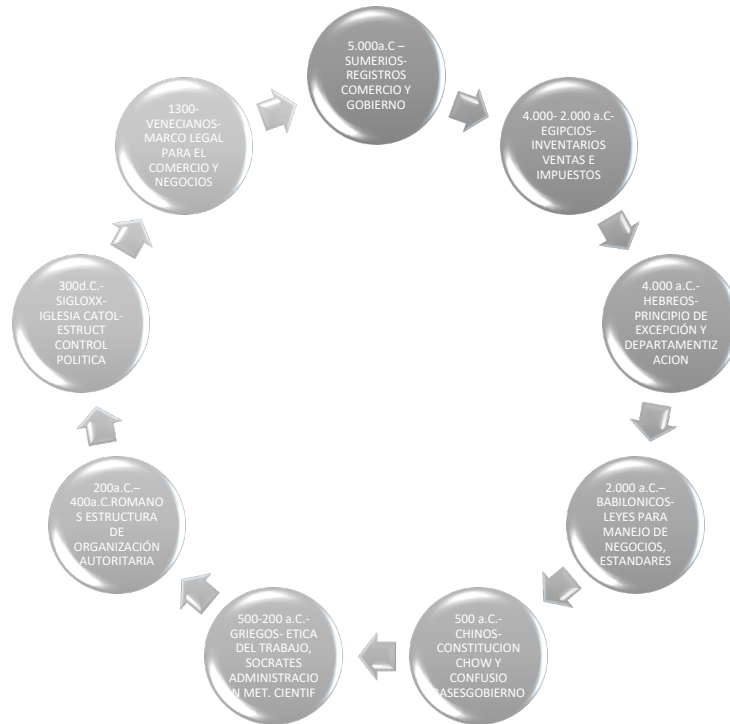 5.000a.C –
SUMERIOS-
REGISTROS
COMERCIO Y
GOBIERNO
4.000- 2.000 a.C-
EGIPCIOS-
INVENTARIOS
VENTAS E
IMPUESTOS
4.000 a.C.-
HEBREOS-
PRINCIPIO DE
EXCEPCIÓN Y
DEPARTAMENTIZ
ACION
2.000 a.C.–
BABILONICOS-
LEYES PARA
MANEJO DE
NEGOCIOS,
ESTANDARES
500 a.C.-
CHINOS-
CONSTITUCION
CHOW Y
CONFUSIO
BASESGOBIERNO
500-200 a.C.-
GRIEGOS- ETICA
DEL TRABAJO,
SOCRATES
ADMINISTRACIO
N MET. CIENTIF
200a.C.–
400a.C.ROMANO
S ESTRUCTURA
DE
ORGANIZACIÓN
AUTORITARIA
300d.C.-
SIGLOXX-
IGLESIA CATOL-
ESTRUCT
CONTROL
POLITICA
1300-
VENECIANOS-
MARCO LEGAL
PARA EL
COMERCIO Y
NEGOCIOS